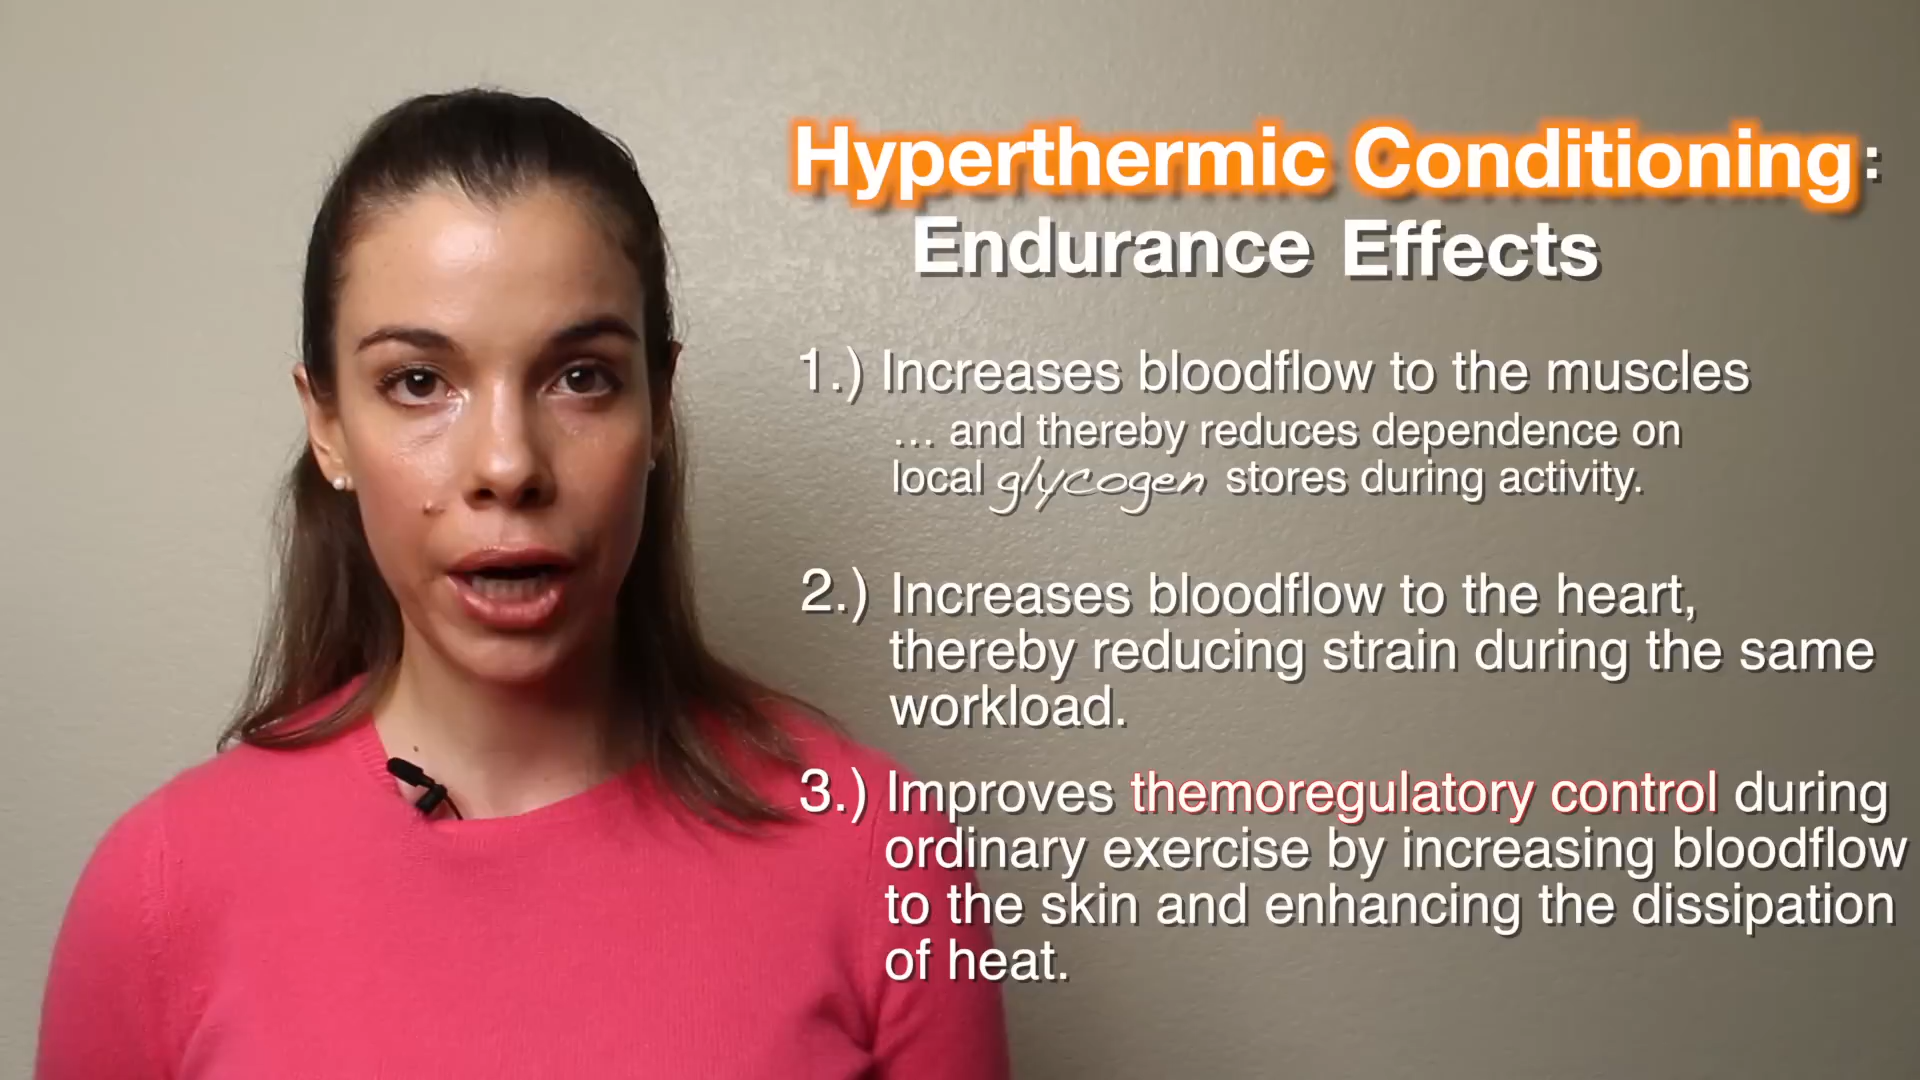 Hyperthermic Conditioning:
Endurance Effects
1.) Increases bloodflow to the muscles
... and thereby reduces dependence on
local glycogen stores during activity.
2.) Increases bloodflow to the heart,
thereby reducing strain during the same
workload.
3.) Improves themoregulatory control during
ordinary exercise by increasing bloodflow
to the skin and enhancing the dissipation
of heat.